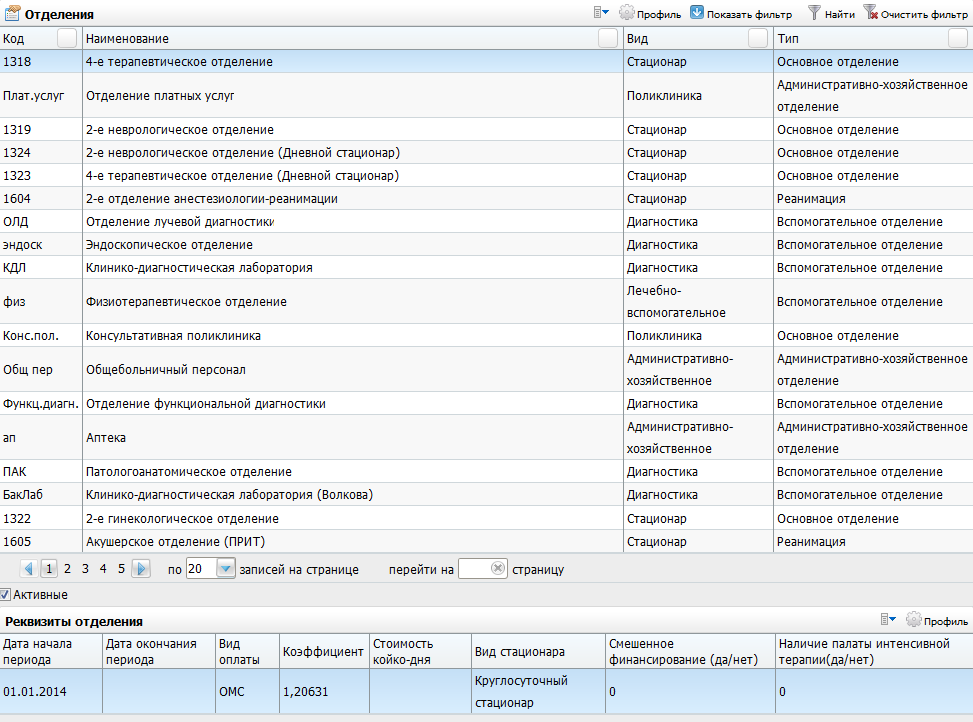 Отделения
Профиль Показать фильтр Найти Очистить фильтр
Код Наименование Вид Тип
1318 4-е терапевтическое отделение Стационар Основное отделение
Плат.услуг Отделение платных услуг Поликлиника Административно-хозяйственное
отделение
1319 2-е неврологическое отделение Стационар Основное отделение
1324 2-е неврологическое отделение (Дневной стационар) Стационар Основное отделение
1323 4-е терапевтическое отделение (Дневной стационар) Стационар Основное отделение
1604 2-е отделение анестезиологии-реанимации Стационар Реанимация
ОЛД Отделение лучевой диагностики Диагностика Вспомогательное отделение
эндоск Эндоскопическое отделение Диагностика Вспомогательное отделение
КДЛ Клинико-диагностическая лаборатория Диагностика Вспомогательное отделение
физ Физиотерапевтическое отделение Лечебно-
вспомогательное Вспомогательное отделение
Конс.пол. Консультативная поликлиника Поликлиника Основное отделение
Общ пер Общебольничный персонал Административно-
хозяйственное Административно-хозяйственное
отделение
Функц.диагн. Отделение функциональной диагностики Диагностика Вспомогательное отделение
ап Аптека Административно-
хозяйственное Административно-хозяйственное
отделение
ПАК Патологоанатомическое отделение Диагностика Вспомогательное отделение
БакЛаб Клинико-диагностическая лаборатория (Волкова) Диагностика Вспомогательное отделение
1322 2-е гинекологическое отделение Стационар Основное отделение
1605 Акушерское отделение (ПРИТ) Стационар Реанимация
1 2 3 4 5 по 20 записей на странице перейти на страницу
Активные
Реквизиты отделения Профиль
Дата начала
периода
Дата окончания
периода
Вид
оплаты
Коэффициент
Стоимость
койко-дня
Вид стационара
Смешенное
финансирование (да/нет)
Наличие палаты интенсивной
терапии(да/нет)
01.01.2014 ОМС 1,20631 Круглосуточный
стационар 0 0